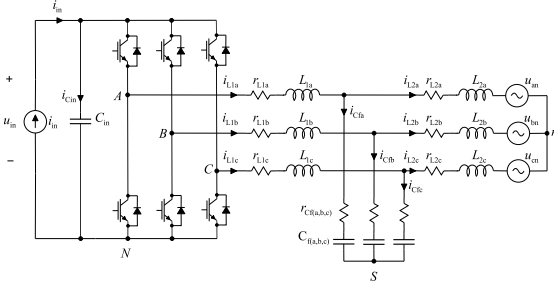 i_in
+
u_in
−
i_in
i_Cin
C_in
A
B
C
N
i_L1a
r_L1a
L_1a
i_L1b
r_L1b
L_1b
i_L1c
r_L1c
L_1c
i_Cfa
i_Cfb
i_Cfc
i_L2a
r_L2a
L_2a
u_an
i_L2b
r_L2b
L_2b
u_bn
i_L2c
r_L2c
L_2c
u_cn
r_Cf(a,b,c)
C_f(a,b,c)
S